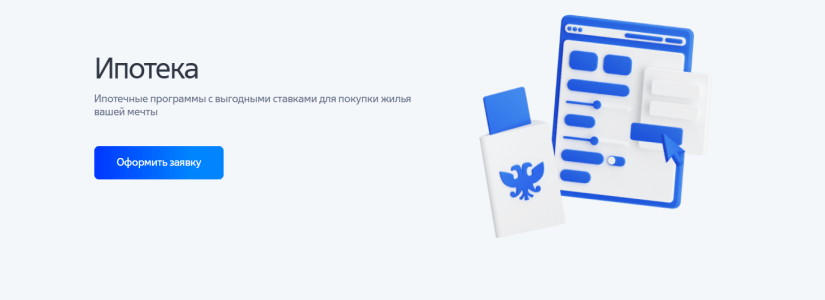 Ипотека
Ипотечные программы с выгодными ставками для покупки жилья
вашей мечты
Оформить заявку